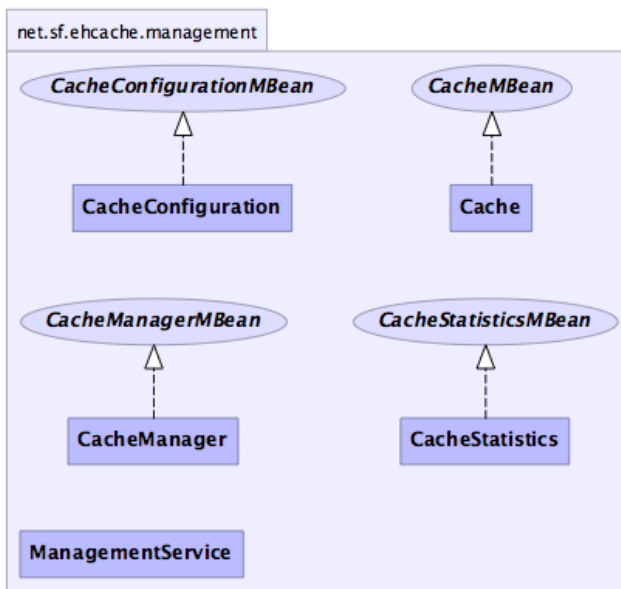 net.sf.ehcache.management
CacheConfigurationMBean
CacheMBean
CacheConfiguration
Cache
CacheManagerMBean
CacheStatisticsMBean
CacheManager
CacheStatistics
ManagementService